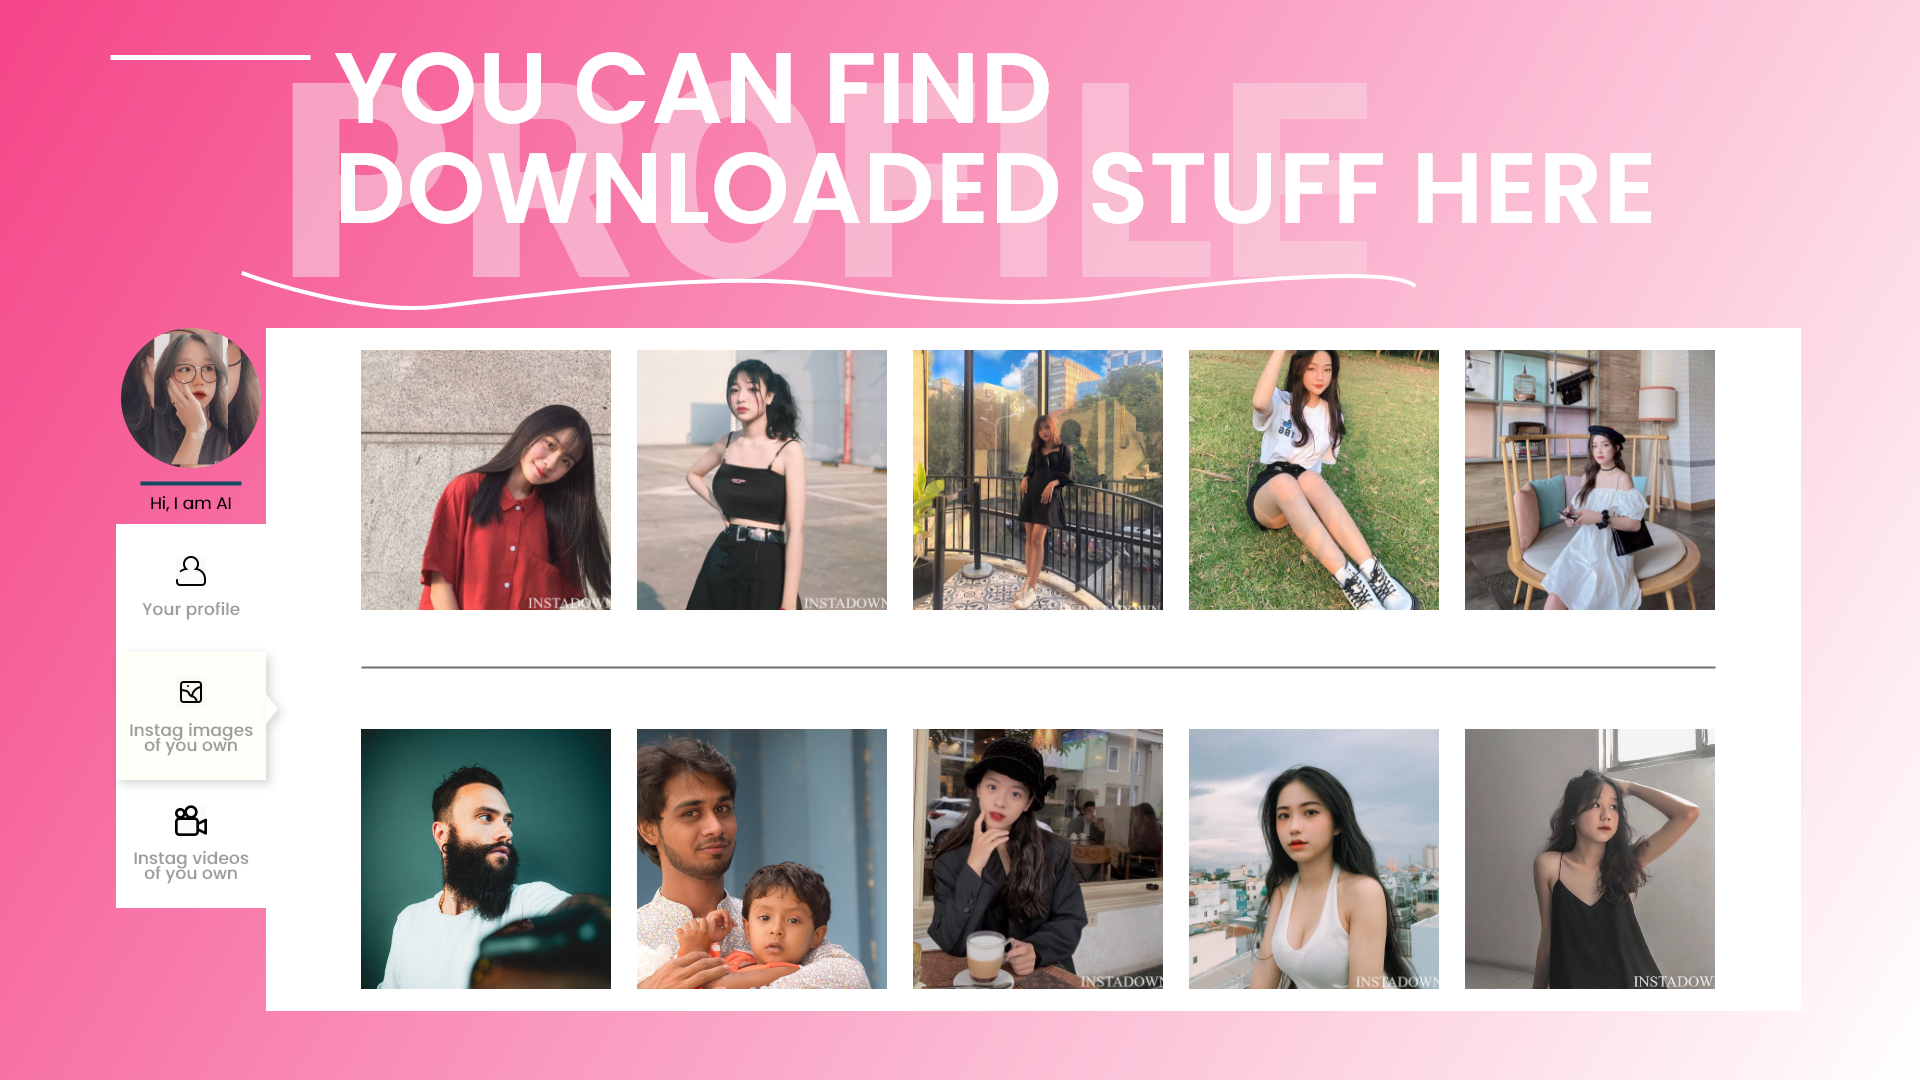 YOU CAN FIND
DOWNLOADED STUFF HERE
PROFILE
Hi, I am AI
Your profile
Instag images
of you own
Instag videos
of you own
INSTADOWN
INSTADOWN
INSTADOWN
INSTADOWN
INSTADOWN
INSTADOW